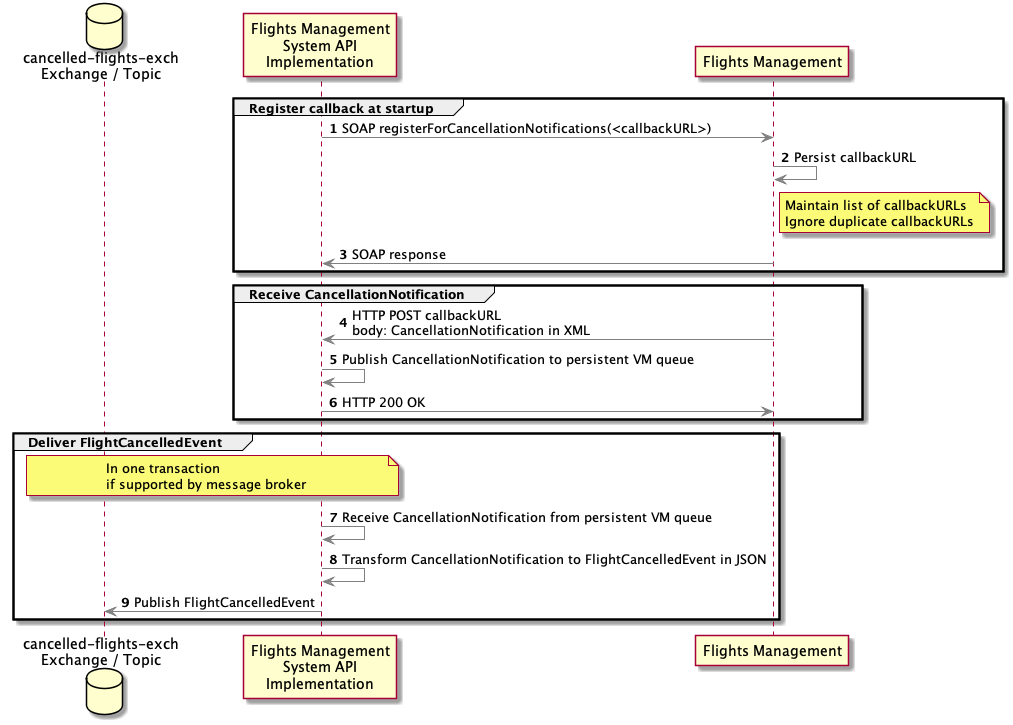 cancelled-flights-exch
Exchange / Topic
Flights Management
System API
Implementation
Flights Management
Register callback at startup
1 SOAP registerForCancellationNotifications(<callbackURL>)
2 Persist callbackURL
Maintain list of callbackURLs
Ignore duplicate callbackURLs
3 SOAP response
Receive CancellationNotification
4 HTTP POST callbackURL
body: CancellationNotification in XML
5 Publish CancellationNotification to persistent VM queue
6 HTTP 200 OK
Deliver FlightCancelledEvent
In one transaction
if supported by message broker
7 Receive CancellationNotification from persistent VM queue
8 Transform CancellationNotification to FlightCancelledEvent in JSON
9 Publish FlightCancelledEvent
cancelled-flights-exch
Exchange / Topic
Flights Management
System API
Implementation
Flights Management